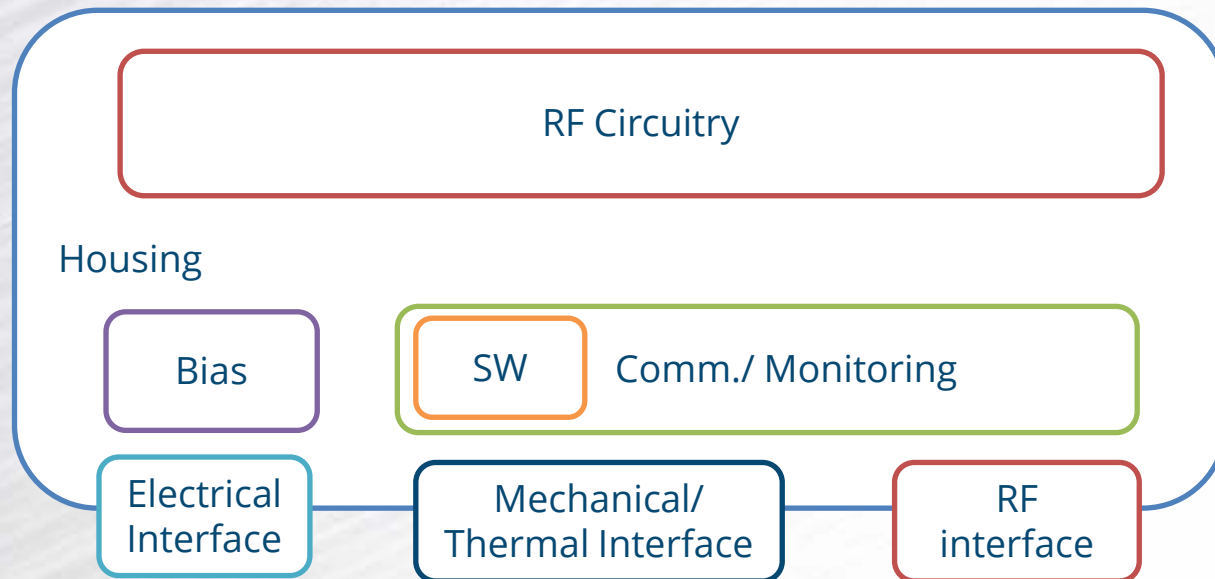 RF Circuitry
Housing
Bias
SW
Comm./ Monitoring
Electrical
Interface
Mechanical/
Thermal Interface
RF
interface